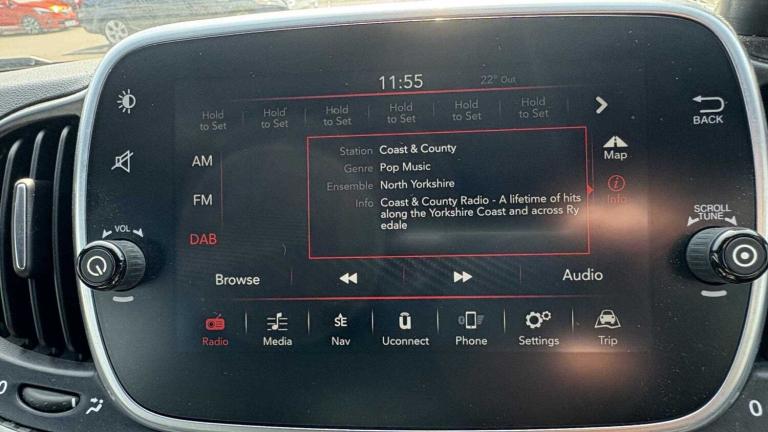 11:55 22° Out
Hold to Set Hold to Set Hold to Set Hold to Set Hold to Set Hold to Set
BACK
AM
FM
DAB
Station Coast & County
Genre Pop Music
Ensemble North Yorkshire
Info Coast & County Radio - A lifetime of hits
along the Yorkshire Coast and across Ry
edale
Map
Info
VOL
SCROLL
TUNE
Browse Audio
SE
Radio Media Nav Uconnect Phone Settings Trip
0 0